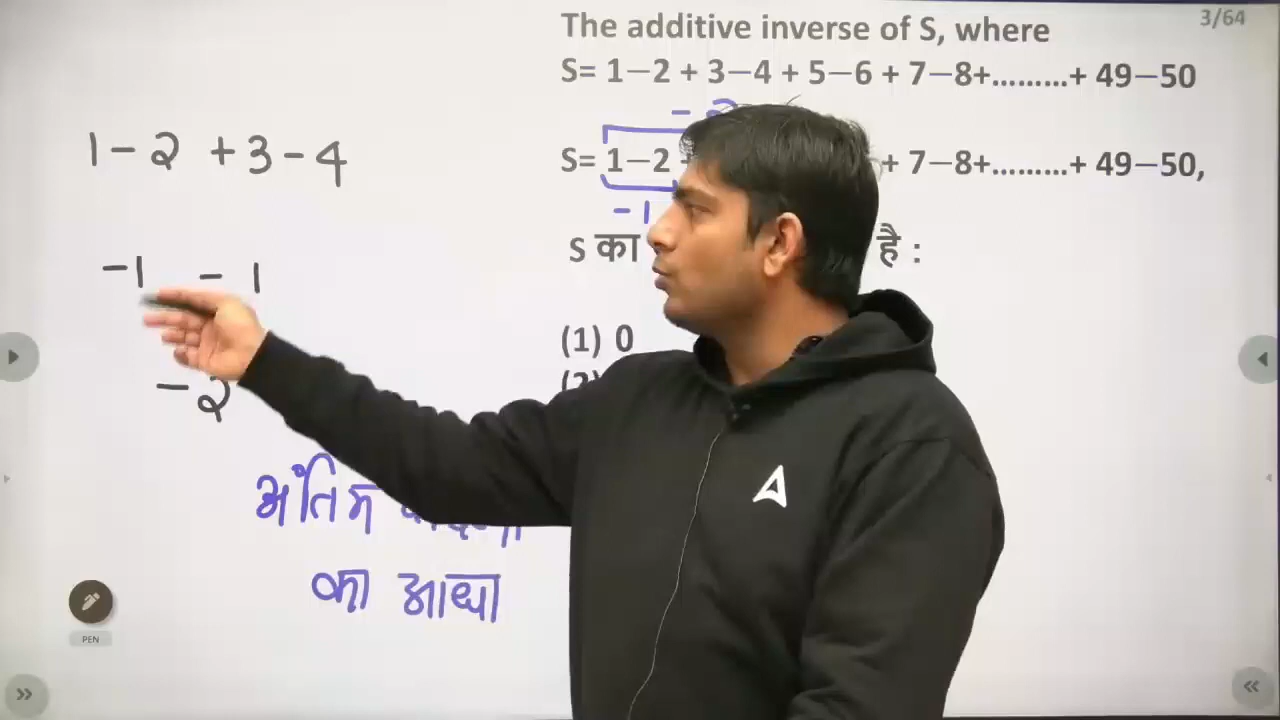 3/64
The additive inverse of S, where
S= 1−2 + 3−4 + 5−6 + 7−8+.........+ 49−50
1 - 2 + 3 - 4
S= 1−2 + 7−8+.........+ 49−50,
-1
S का है :
-1 -1
(1) 0
-2
अंतिम
का आधा
PEN